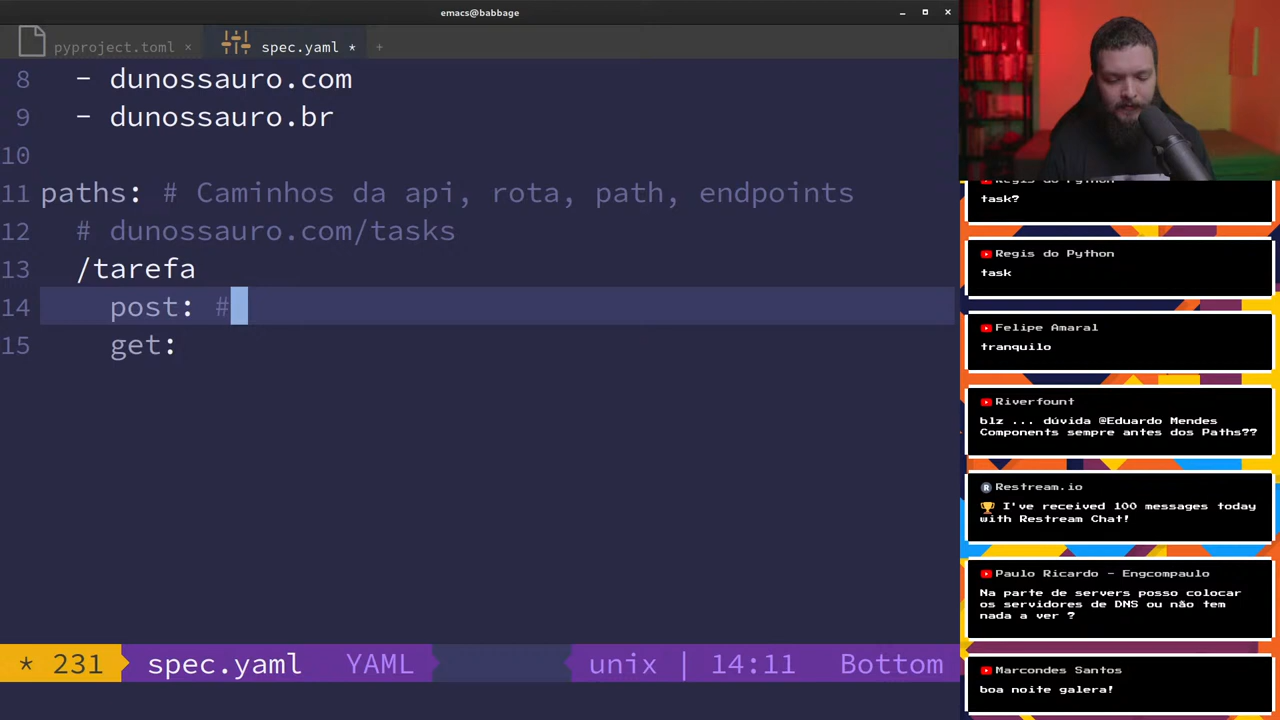 emacs@babbage
pyproject.toml ×
spec.yaml * +
8 - dunossauro.com
9 - dunossauro.br
10
11 paths: # Caminhos da api, rota, path, endpoints
12 # dunossauro.com/tasks
13 /tarefa
14 post: #
15 get:
* 231 spec.yaml YAML unix | 14:11 Bottom
Regis do Python
task?
Regis do Python
task
Felipe Amaral
tranquilo
Riverfount
blz ... dúvida @Eduardo Mendes
Components sempre antes dos Paths??
Restream.io
🏆 I've received 100 messages today
with Restream Chat!
Paulo Ricardo - Engcompaulo
Na parte de servers posso colocar
os servidores de DNS ou não tem
nada a ver ?
Marcondes Santos
boa noite galera!